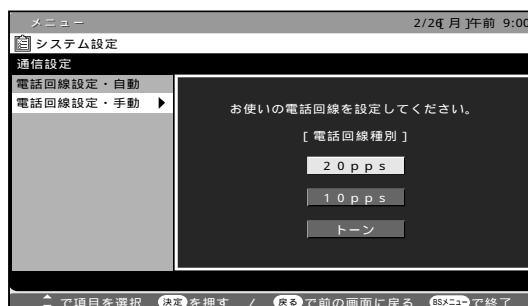 メニュー 2/26[月]午前 9:00
システム設定
通信設定
電話回線設定・自動
電話回線設定・手動
お使いの電話回線を設定してください。
[電話回線種別]
20pps
10pps
トーン
で項目を選択 決定を押す / 戻るで前の画面に戻る BSメニューで終了